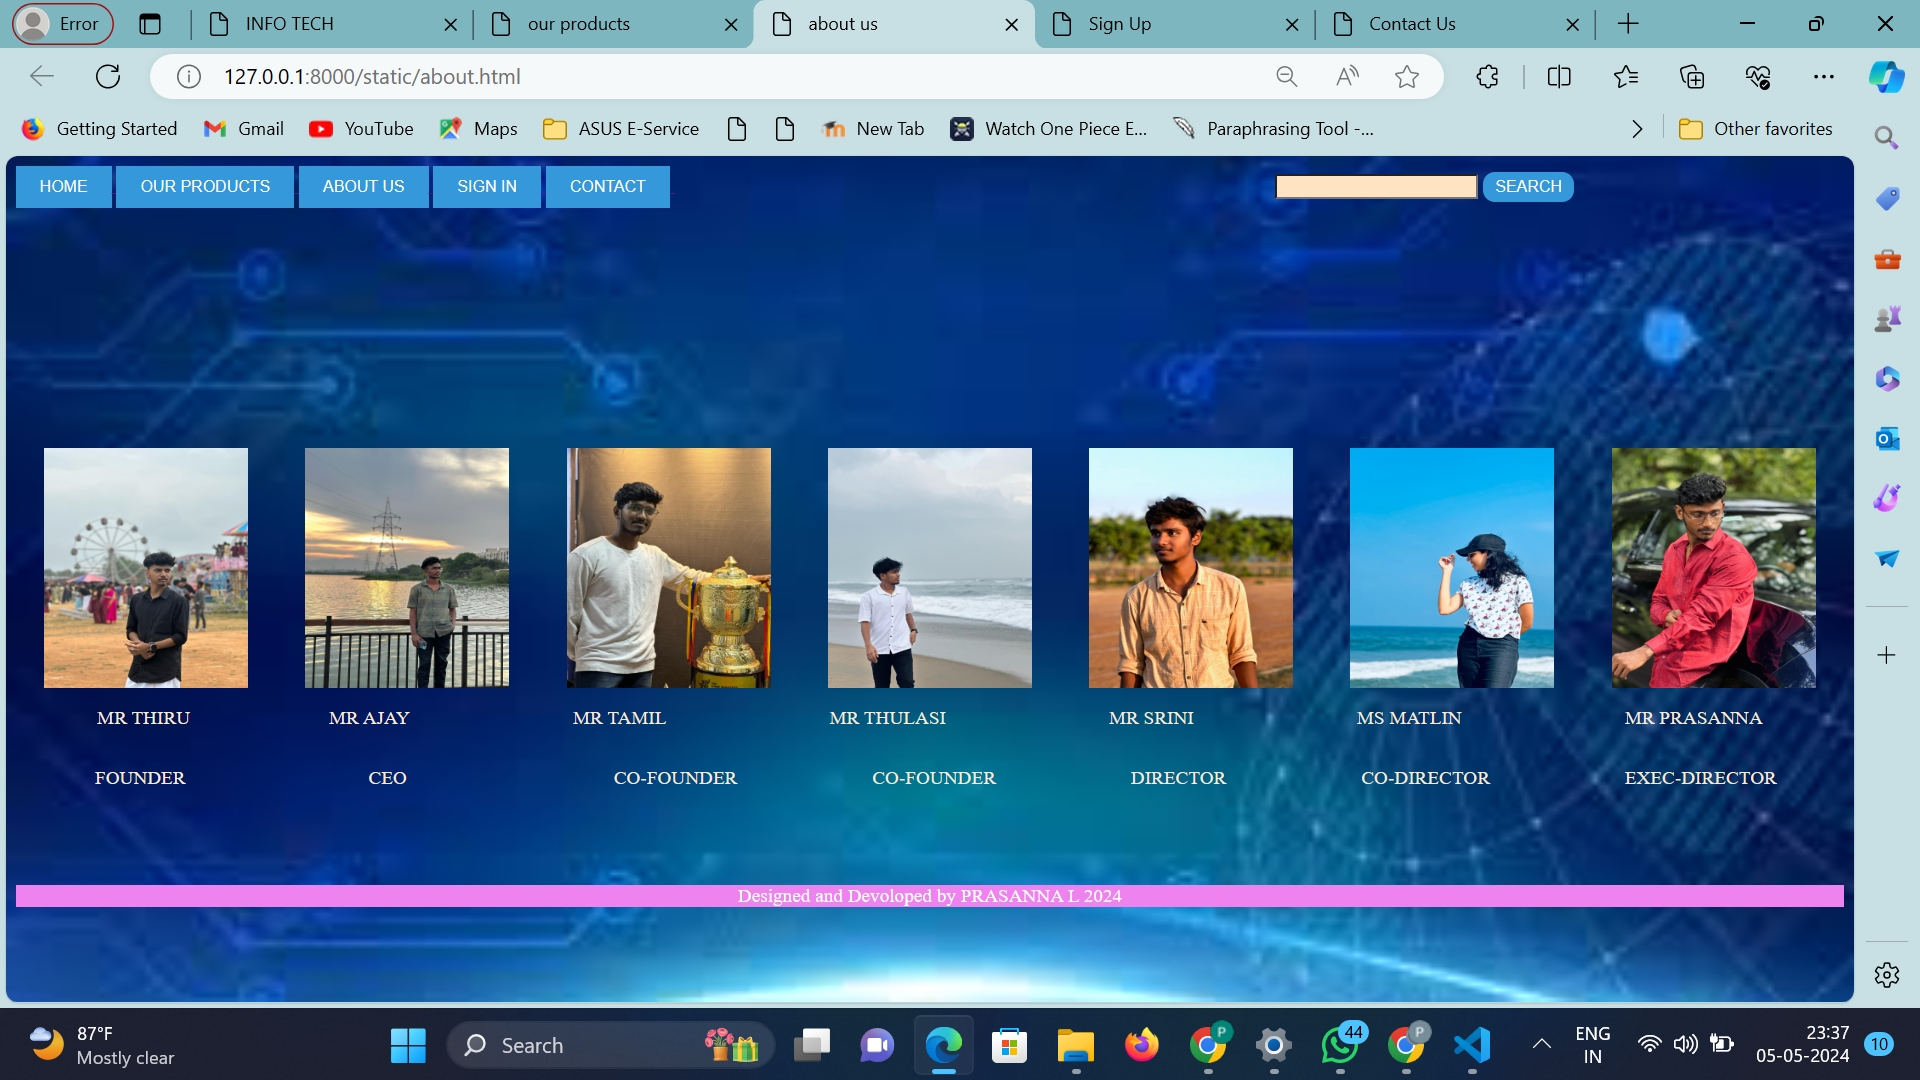 Error
INFO TECH
our products
about us
Sign Up
Contact Us
127.0.0.1:8000/static/about.html
Getting Started
Gmail
YouTube
Maps
ASUS E-Service
New Tab
Watch One Piece E...
Paraphrasing Tool -...
Other favorites
HOME
OUR PRODUCTS
ABOUT US
SIGN IN
CONTACT
SEARCH
MR THIRU
MR AJAY
MR TAMIL
MR THULASI
MR SRINI
MS MATLIN
MR PRASANNA
FOUNDER
CEO
CO-FOUNDER
CO-FOUNDER
DIRECTOR
CO-DIRECTOR
EXEC-DIRECTOR
Designed and Devoloped by PRASANNA L 2024
87°F
Mostly clear
Search
P
44
P
ENG
IN
23:37
05-05-2024
10